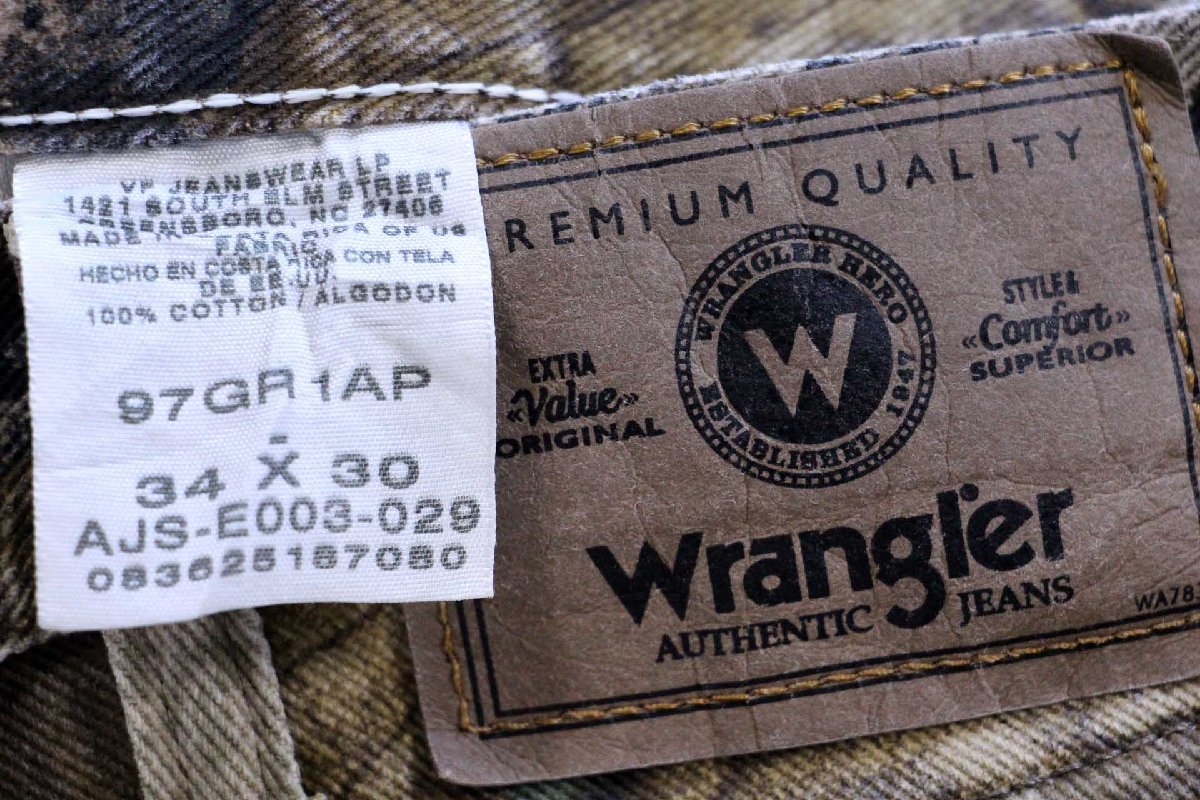 VF JEANSWEAR LP
1421 SOUTH ELM STREET
GREENSBORO, NC 27406
MADE IN COSTA RICA OF US
FABRIC
HECHO EN COSTA RICA CON TELA
DE EE.UU.
100% COTTON / ALGODON
97GR1AP
-
34 X 30
AJS-E003-029
083625187080
PREMIUM QUALITY
WRANGLER HERO
ESTABLISHED 1947
W
EXTRA
«Value»
ORIGINAL
STYLE &
«Comfort»
SUPERIOR
Wrangler
AUTHENTIC JEANS
WA78